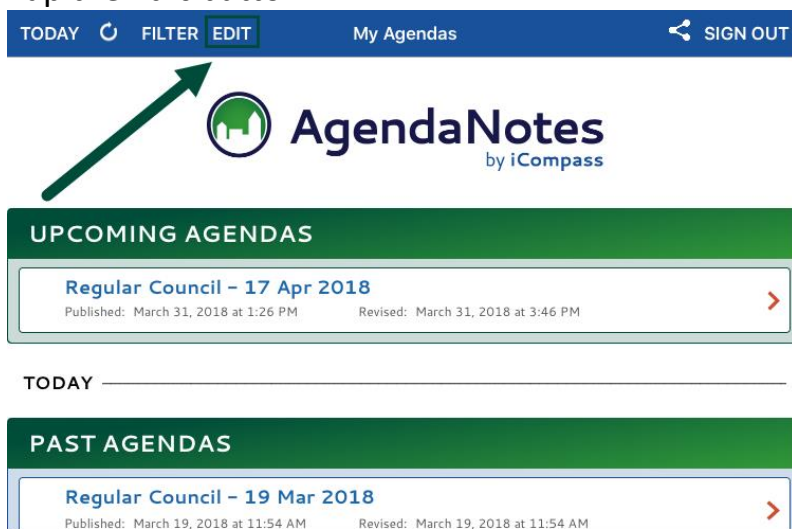 TODAY FILTER EDIT My Agendas SIGN OUT
AgendaNotes
by iCompass
UPCOMING AGENDAS
Regular Council - 17 Apr 2018
Published: March 31, 2018 at 1:26 PM Revised: March 31, 2018 at 3:46 PM
TODAY
PAST AGENDAS
Regular Council - 19 Mar 2018
Published: March 19, 2018 at 11:54 AM Revised: March 19, 2018 at 11:54 AM